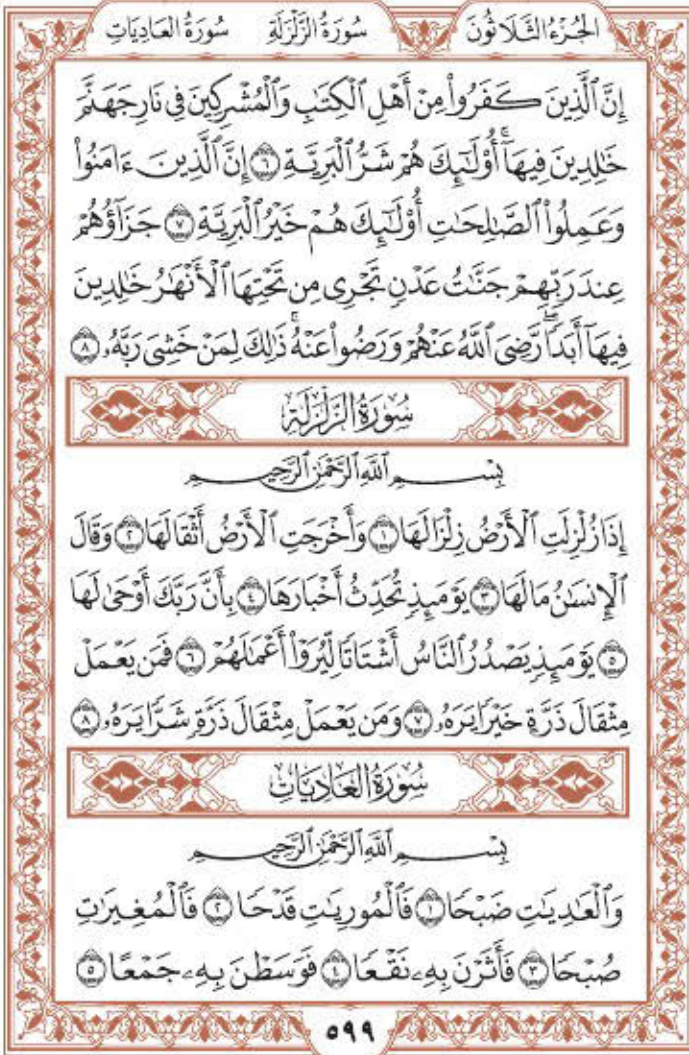 الجُزْءُ الثَّلَاثُونَ سُورَةُ الزَّلْزَلَةِ سُورَةُ العَادِيَاتِ
إِنَّ ٱلَّذِينَ كَفَرُوا۟ مِنْ أَهْلِ ٱلْكِتَٰبِ وَٱلْمُشْرِكِينَ فِى نَارِ جَهَنَّمَ
خَٰلِدِينَ فِيهَآ ۚ أُو۟لَٰٓئِكَ هُمْ شَرُّ ٱلْبَرِيَّةِ ٦ إِنَّ ٱلَّذِينَ ءَامَنُوا۟
وَعَمِلُوا۟ ٱلصَّٰلِحَٰتِ أُو۟لَٰٓئِكَ هُمْ خَيْرُ ٱلْبَرِيَّةِ ٧ جَزَآؤُهُمْ
عِندَ رَبِّهِمْ جَنَّٰتُ عَدْنٍ تَجْرِى مِن تَحْتِهَا ٱلْأَنْهَٰرُ خَٰلِدِينَ
فِيهَآ أَبَدًا ۖ رَّضِىَ ٱللَّهُ عَنْهُمْ وَرَضُوا۟ عَنْهُ ۚ ذَٰلِكَ لِمَنْ خَشِىَ رَبَّهُۥ ٨
سُورَةُ الزَّلْزَلَةِ
بِسْمِ ٱللَّهِ ٱلرَّحْمَٰنِ ٱلرَّحِيمِ
إِذَا زُلْزِلَتِ ٱلْأَرْضُ زِلْزَالَهَا ١ وَأَخْرَجَتِ ٱلْأَرْضُ أَثْقَالَهَا ٢ وَقَالَ
ٱلْإِنسَٰنُ مَا لَهَا ٣ يَوْمَئِذٍ تُحَدِّثُ أَخْبَارَهَا ٤ بِأَنَّ رَبَّكَ أَوْحَىٰ لَهَا
٥ يَوْمَئِذٍ يَصْدُرُ ٱلنَّاسُ أَشْتَاتًا لِّيُرَوْا۟ أَعْمَٰلَهُمْ ٦ فَمَن يَعْمَلْ
مِثْقَالَ ذَرَّةٍ خَيْرًا يَرَهُۥ ٧ وَمَن يَعْمَلْ مِثْقَالَ ذَرَّةٍ شَرًّا يَرَهُۥ ٨
سُورَةُ العَادِيَاتِ
بِسْمِ ٱللَّهِ ٱلرَّحْمَٰنِ ٱلرَّحِيمِ
وَٱلْعَٰدِيَٰتِ ضَبْحًا ١ فَٱلْمُورِيَٰتِ قَدْحًا ٢ فَٱلْمُغِيرَٰتِ
صُبْحًا ٣ فَأَثَرْنَ بِهِۦ نَقْعًا ٤ فَوَسَطْنَ بِهِۦ جَمْعًا ٥
٥٩٩